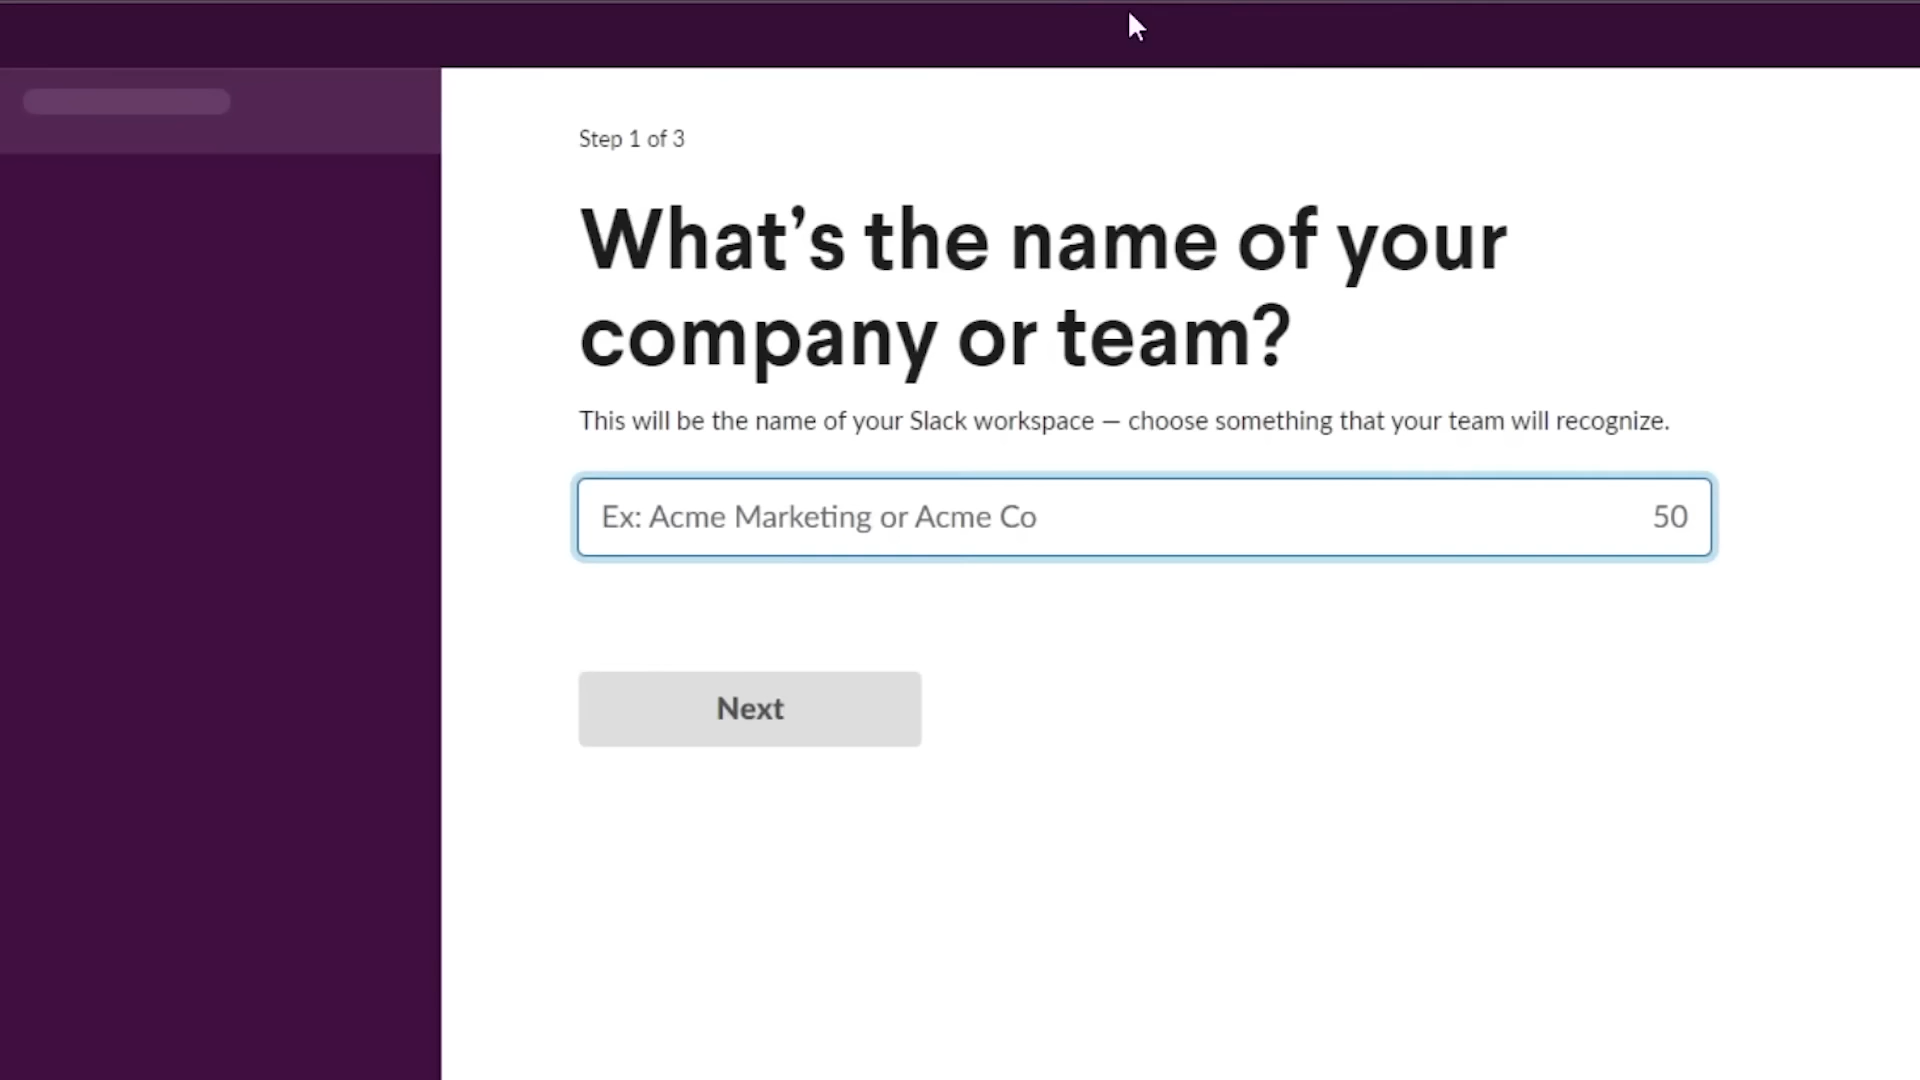 Step 1 of 3
What’s the name of your
company or team?
This will be the name of your Slack workspace — choose something that your team will recognize.
Ex: Acme Marketing or Acme Co 50
Next